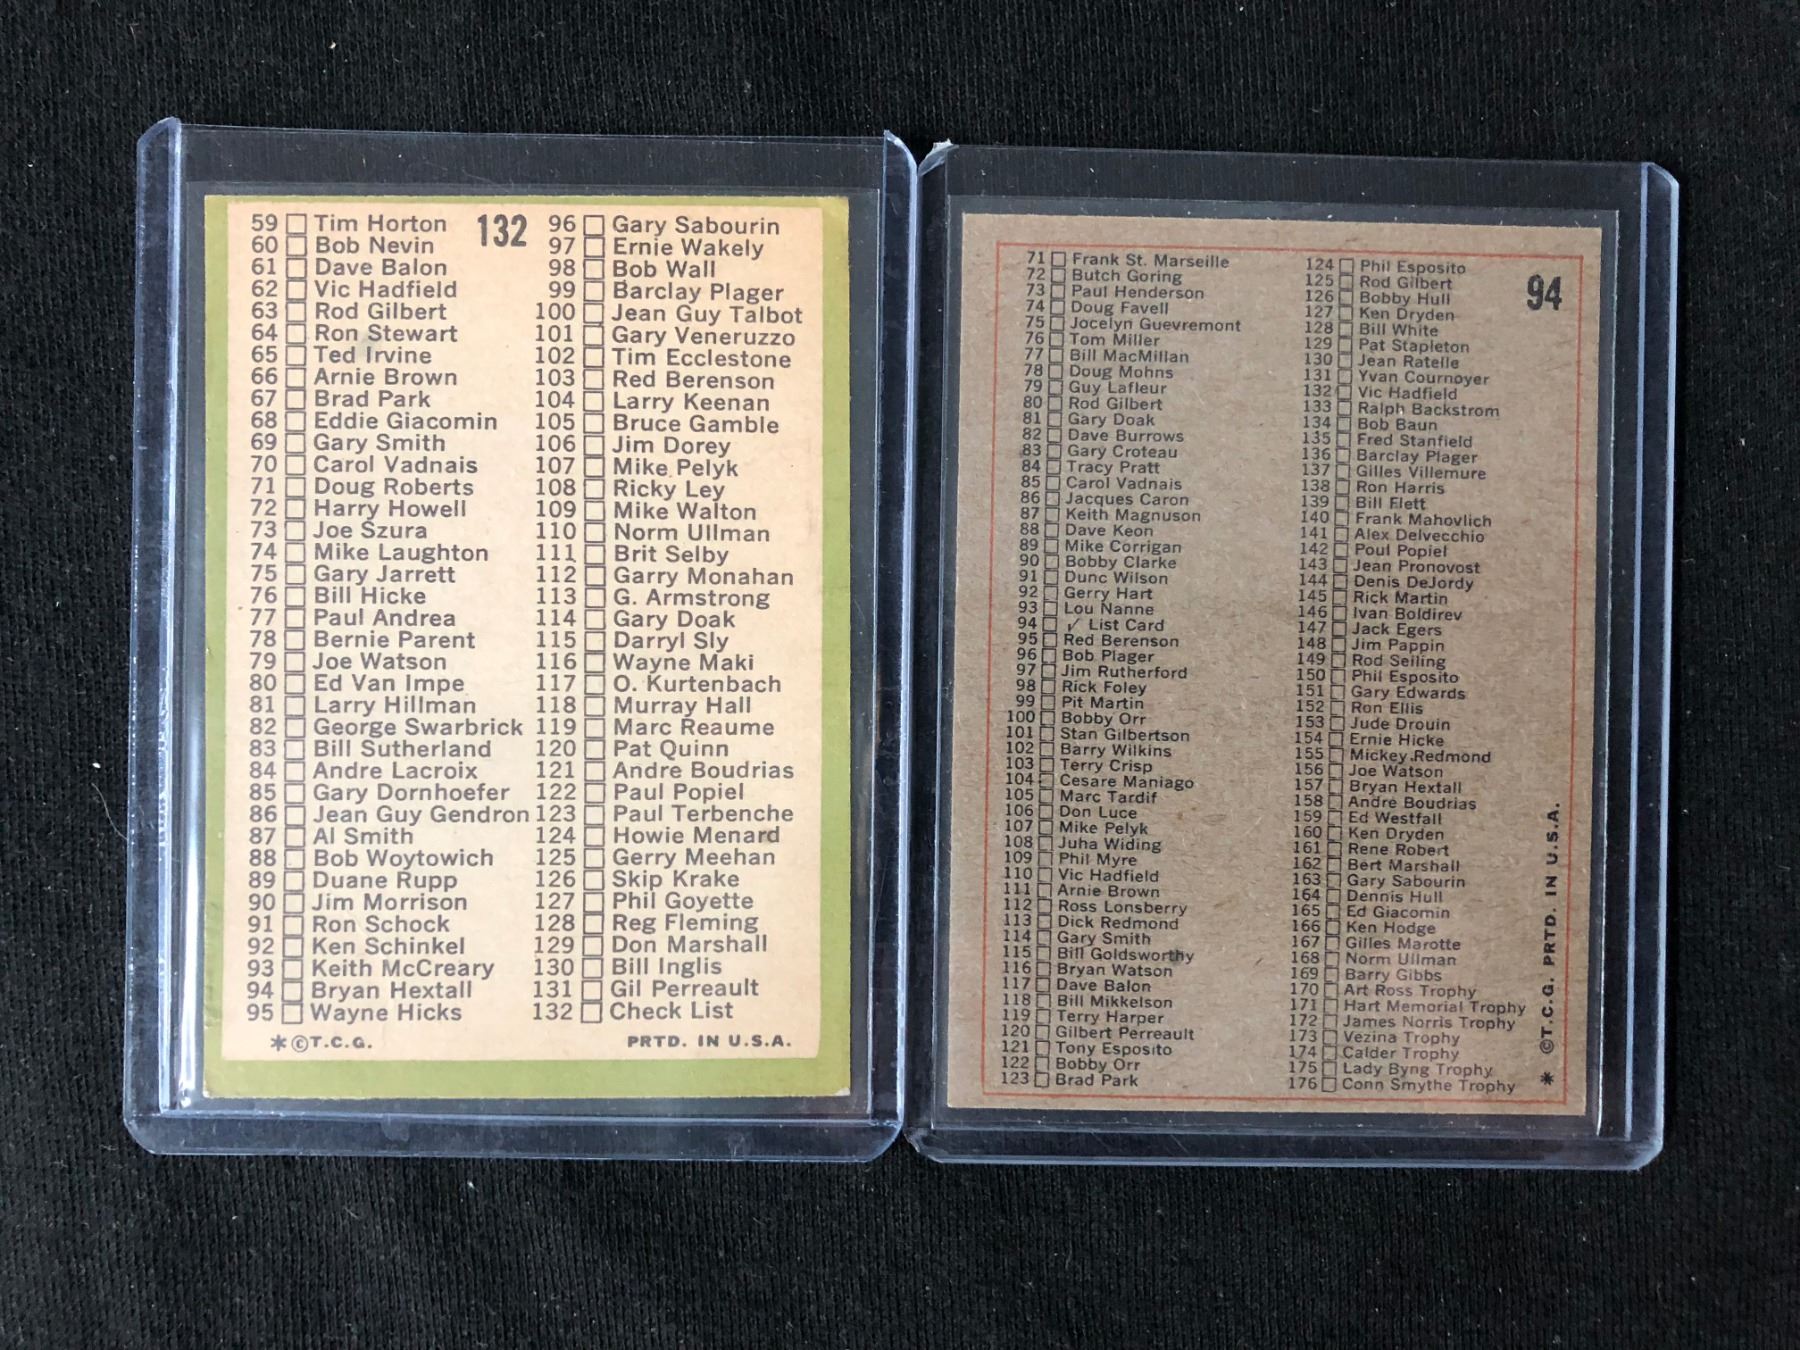 132
59 Tim Horton
60 Bob Nevin
61 Dave Balon
62 Vic Hadfield
63 Rod Gilbert
64 Ron Stewart
65 Ted Irvine
66 Arnie Brown
67 Brad Park
68 Eddie Giacomin
69 Gary Smith
70 Carol Vadnais
71 Doug Roberts
72 Harry Howell
73 Joe Szura
74 Mike Laughton
75 Gary Jarrett
76 Bill Hicke
77 Paul Andrea
78 Bernie Parent
79 Joe Watson
80 Ed Van Impe
81 Larry Hillman
82 George Swarbrick
83 Bill Sutherland
84 Andre Lacroix
85 Gary Dornhoefer
86 Jean Guy Gendron
87 Al Smith
88 Bob Woytowich
89 Duane Rupp
90 Jim Morrison
91 Ron Schock
92 Ken Schinkel
93 Keith McCreary
94 Bryan Hextall
95 Wayne Hicks
96 Gary Sabourin
97 Ernie Wakely
98 Bob Wall
99 Barclay Plager
100 Jean Guy Talbot
101 Gary Veneruzzo
102 Tim Ecclestone
103 Red Berenson
104 Larry Keenan
105 Bruce Gamble
106 Jim Dorey
107 Mike Pelyk
108 Ricky Ley
109 Mike Walton
110 Norm Ullman
111 Brit Selby
112 Garry Monahan
113 G. Armstrong
114 Gary Doak
115 Darryl Sly
116 Wayne Maki
117 O. Kurtenbach
118 Murray Hall
119 Marc Reaume
120 Pat Quinn
121 Andre Boudrias
122 Paul Popiel
123 Paul Terbenche
124 Howie Menard
125 Gerry Meehan
126 Skip Krake
127 Phil Goyette
128 Reg Fleming
129 Don Marshall
130 Bill Inglis
131 Gil Perreault
132 Check List
*©T.C.G. PRTD. IN U.S.A.
94
71 Frank St. Marseille
72 Butch Goring
73 Paul Henderson
74 Doug Favell
75 Jocelyn Guevremont
76 Tom Miller
77 Bill MacMillan
78 Doug Mohns
79 Guy Lafleur
80 Rod Gilbert
81 Gary Doak
82 Dave Burrows
83 Gary Croteau
84 Tracy Pratt
85 Carol Vadnais
86 Jacques Caron
87 Keith Magnuson
88 Dave Keon
89 Mike Corrigan
90 Bobby Clarke
91 Dunc Wilson
92 Gerry Hart
93 Lou Nanne
94 ✓ List Card
95 Red Berenson
96 Bob Plager
97 Jim Rutherford
98 Rick Foley
99 Pit Martin
100 Bobby Orr
101 Stan Gilbertson
102 Barry Wilkins
103 Terry Crisp
104 Cesare Maniago
105 Marc Tardif
106 Don Luce
107 Mike Pelyk
108 Juha Widing
109 Phil Myre
110 Vic Hadfield
111 Arnie Brown
112 Ross Lonsberry
113 Dick Redmond
114 Gary Smith
115 Bill Goldsworthy
116 Bryan Watson
117 Dave Balon
118 Bill Mikkelson
119 Terry Harper
120 Gilbert Perreault
121 Tony Esposito
122 Bobby Orr
123 Brad Park
124 Phil Esposito
125 Rod Gilbert
126 Bobby Hull
127 Ken Dryden
128 Bill White
129 Pat Stapleton
130 Jean Ratelle
131 Yvan Cournoyer
132 Vic Hadfield
133 Ralph Backstrom
134 Bob Baun
135 Fred Stanfield
136 Barclay Plager
137 Gilles Villemure
138 Ron Harris
139 Bill Flett
140 Frank Mahovlich
141 Alex Delvecchio
142 Poul Popiel
143 Jean Pronovost
144 Denis DeJordy
145 Rick Martin
146 Ivan Boldirev
147 Jack Egers
148 Jim Pappin
149 Rod Seiling
150 Phil Esposito
151 Gary Edwards
152 Ron Ellis
153 Jude Drouin
154 Ernie Hicke
155 Mickey Redmond
156 Joe Watson
157 Bryan Hextall
158 Andre Boudrias
159 Ed Westfall
160 Ken Dryden
161 Rene Robert
162 Bert Marshall
163 Gary Sabourin
164 Dennis Hull
165 Ed Giacomin
166 Ken Hodge
167 Gilles Marotte
168 Norm Ullman
169 Barry Gibbs
170 Art Ross Trophy
171 Hart Memorial Trophy
172 James Norris Trophy
173 Vezina Trophy
174 Calder Trophy
175 Lady Byng Trophy
176 Conn Smythe Trophy
* ©T.C.G. PRTD. IN U.S.A.